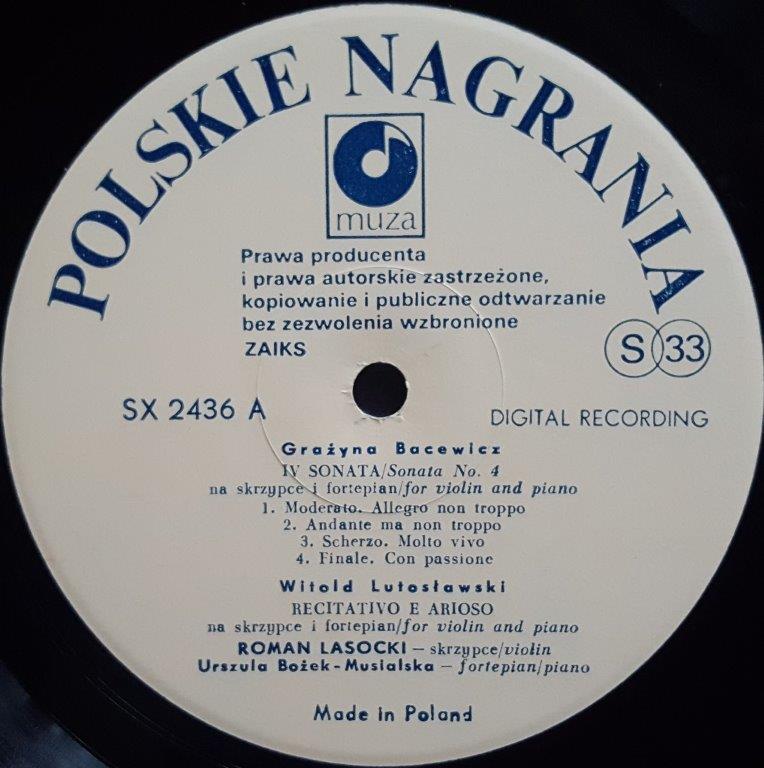 POLSKIE NAGRANIA
muza
Prawa producenta
i prawa autorskie zastrzeżone,
kopiowanie i publiczne odtwarzanie
bez zezwolenia wzbronione
ZAIKS
S 33
SX 2436 A
DIGITAL RECORDING
Grażyna Bacewicz
IV SONATA/Sonata No. 4
na skrzypce i fortepian/for violin and piano
1. Moderato. Allegro non troppo
2. Andante ma non troppo
3. Scherzo. Molto vivo
4. Finale. Con passione
Witold Lutosławski
RECITATIVO E ARIOSO
na skrzypce i fortepian/for violin and piano
ROMAN LASOCKI — skrzypce/violin
Urszula Bożek-Musialska — fortepian/piano
Made in Poland